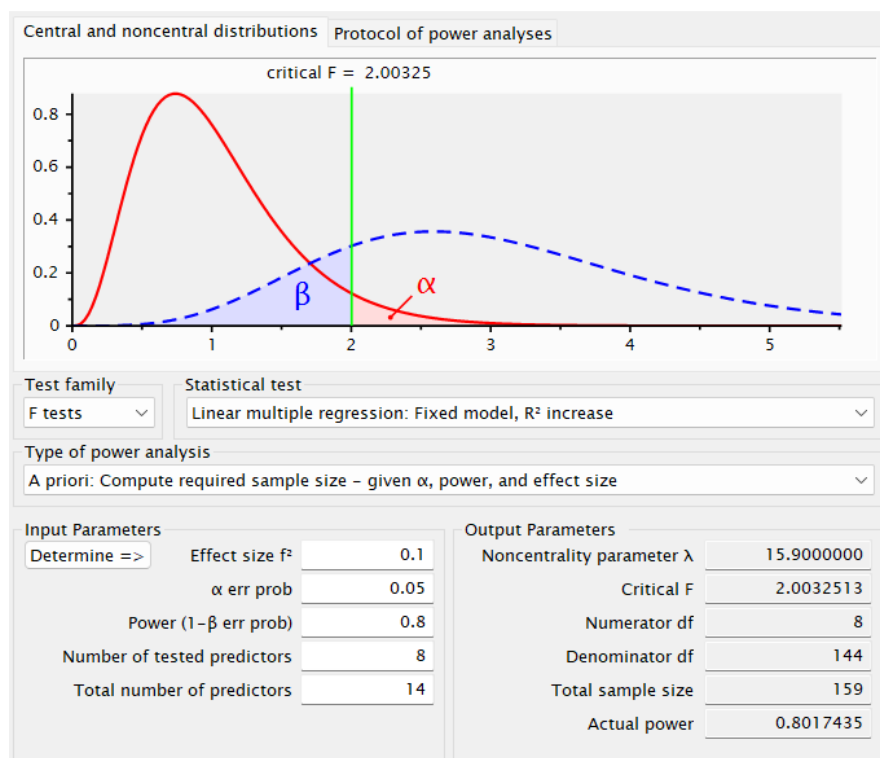 Central and noncentral distributions Protocol of power analyses
critical F = 2.00325
0.8
0.6
0.4
0.2
0
β
α
0 1 2 3 4 5
Test family Statistical test
F tests Linear multiple regression: Fixed model, R² increase
Type of power analysis
A priori: Compute required sample size – given α, power, and effect size
Input Parameters Output Parameters
Determine => Effect size f² 0.1 Noncentrality parameter λ 15.9000000
α err prob 0.05 Critical F 2.0032513
Power (1–β err prob) 0.8 Numerator df 8
Number of tested predictors 8 Denominator df 144
Total number of predictors 14 Total sample size 159
Actual power 0.8017435